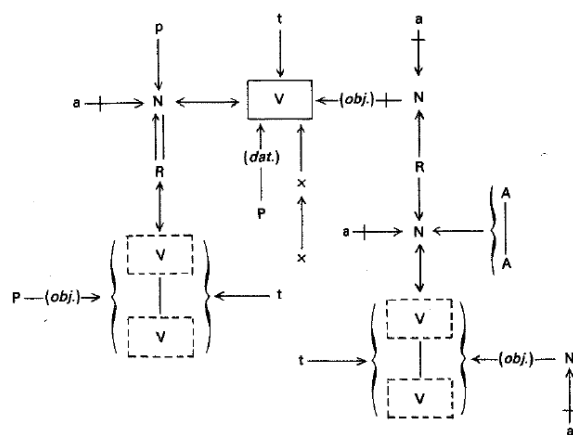 p t a
a N V (obj.) N
(dat.)
R × R
P
a N A
V ×
A
P (obj.) t
V V
t (obj.) N
V
a